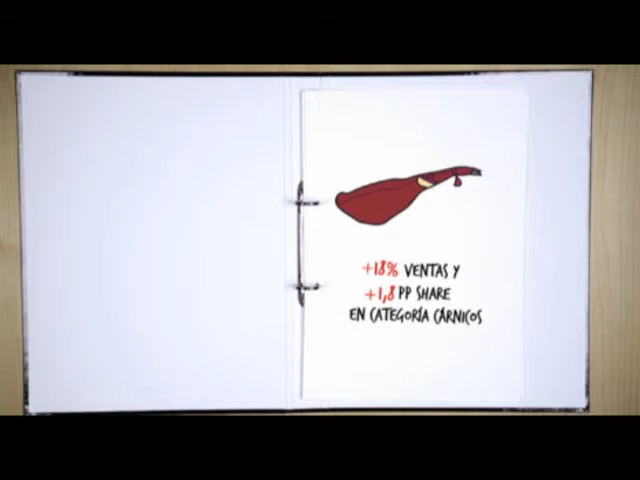 +18% VENTAS Y
+1,8 PP SHARE
EN CATEGORÍA CÁRNICOS